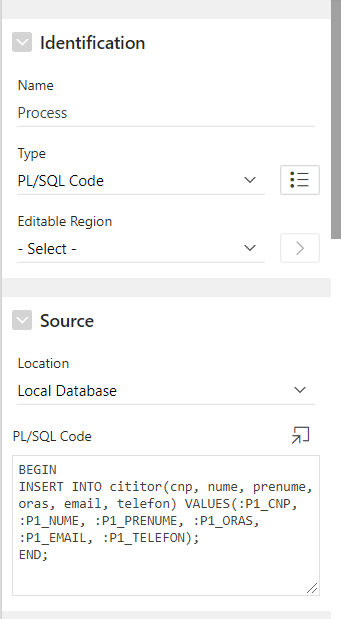 Identification
Name
Process
Type
PL/SQL Code
Editable Region
- Select -
Source
Location
Local Database
PL/SQL Code
BEGIN
INSERT INTO cititor(cnp, nume, prenume,
oras, email, telefon) VALUES(:P1_CNP,
:P1_NUME, :P1_PRENUME, :P1_ORAS,
:P1_EMAIL, :P1_TELEFON);
END;